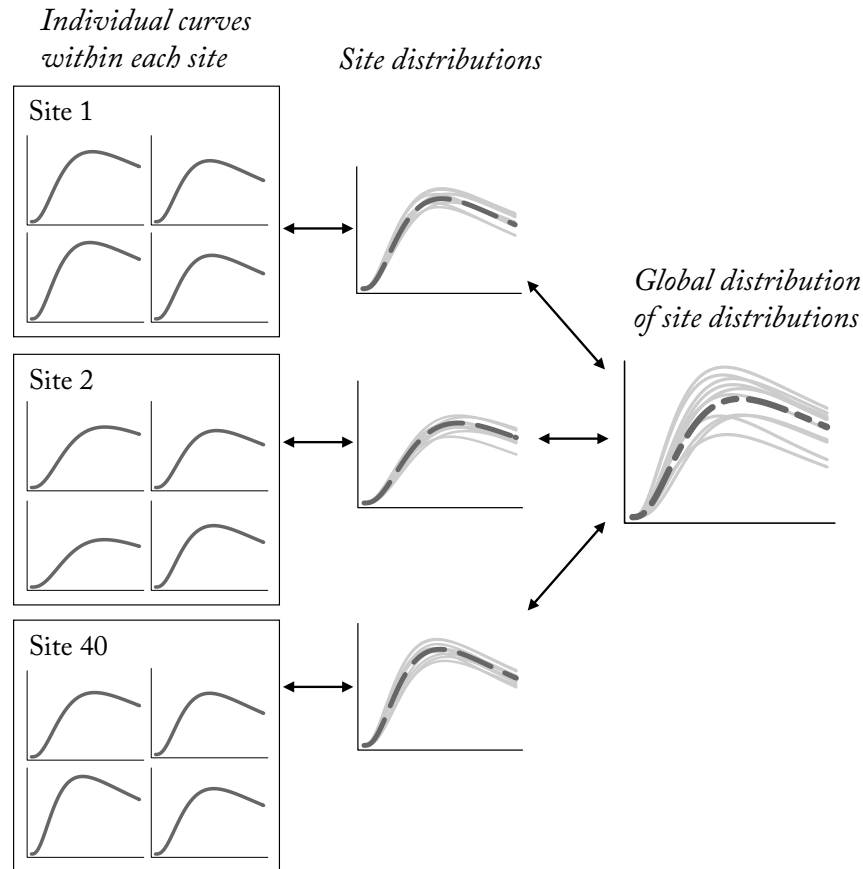 Individual curves
within each site
Site distributions
Site 1
Global distribution
of site distributions
Site 2
Site 40